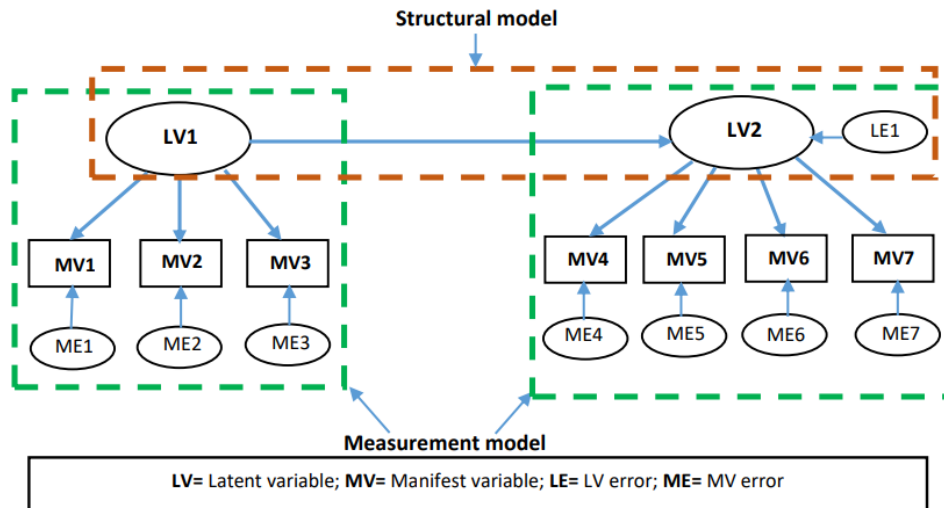 Structural model
LV1
LV2
LE1
MV1
MV2
MV3
MV4
MV5
MV6
MV7
ME1
ME2
ME3
ME4
ME5
ME6
ME7
Measurement model
LV= Latent variable; MV= Manifest variable; LE= LV error; ME= MV error